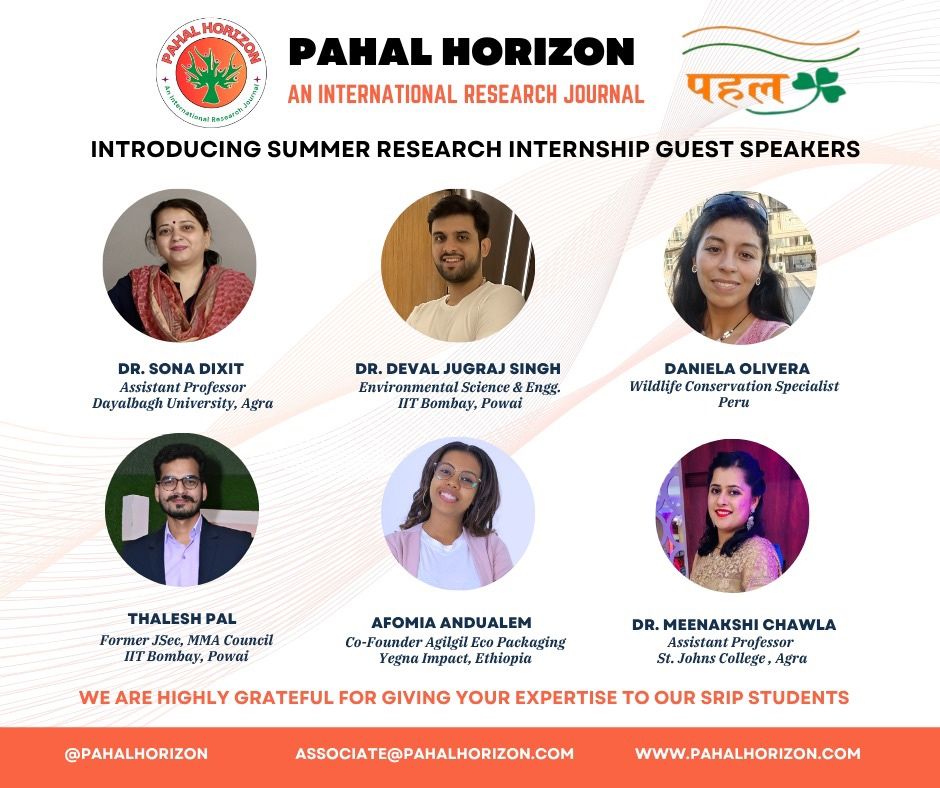 PAHAL HORIZON
An International Research Journal
PAHAL HORIZON
AN INTERNATIONAL RESEARCH JOURNAL
पहल
INTRODUCING SUMMER RESEARCH INTERNSHIP GUEST SPEAKERS
DR. SONA DIXIT
Assistant Professor
Dayalbagh University, Agra
DR. DEVAL JUGRAJ SINGH
Environmental Science & Engg.
IIT Bombay, Powai
DANIELA OLIVERA
Wildlife Conservation Specialist
Peru
THALESH PAL
Former JSec, MMA Council
IIT Bombay, Powai
AFOMIA ANDUALEM
Co-Founder Agilgil Eco Packaging
Yegna Impact, Ethiopia
DR. MEENAKSHI CHAWLA
Assistant Professor
St. Johns College , Agra
WE ARE HIGHLY GRATEFUL FOR GIVING YOUR EXPERTISE TO OUR SRIP STUDENTS
@PAHALHORIZON
ASSOCIATE@PAHALHORIZON.COM
WWW.PAHALHORIZON.COM